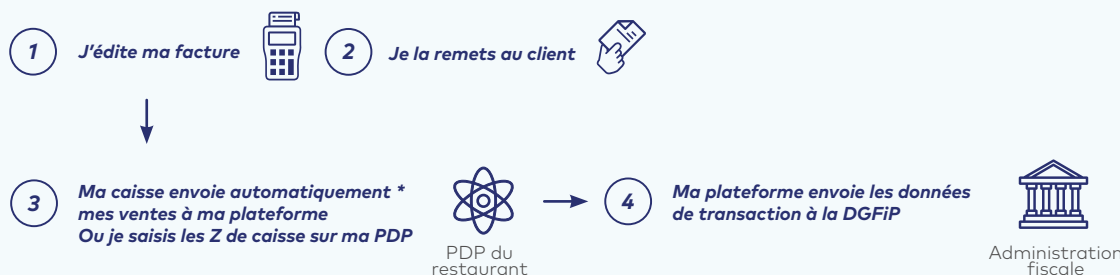 1
J'édite ma facture
2
Je la remets au client
3
Ma caisse envoie automatiquement *
mes ventes à ma plateforme
Ou je saisis les Z de caisse sur ma PDP
PDP du
restaurant
4
Ma plateforme envoie les données
de transaction à la DGFiP
Administration
fiscale